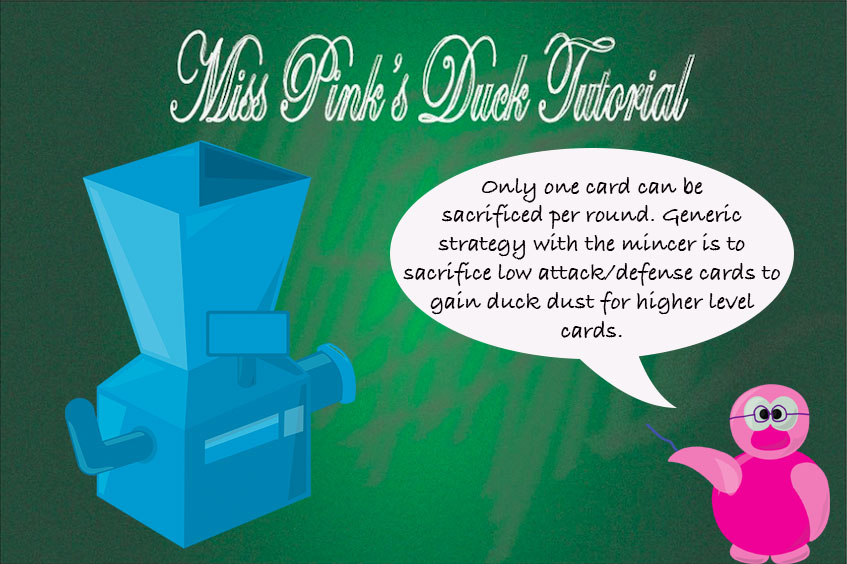 Miss Pink's Duck Tutorial
Only one card can be
sacrificed per round. Generic
strategy with the mincer is to
sacrifice low attack/defense cards to
gain duck dust for higher level
cards.